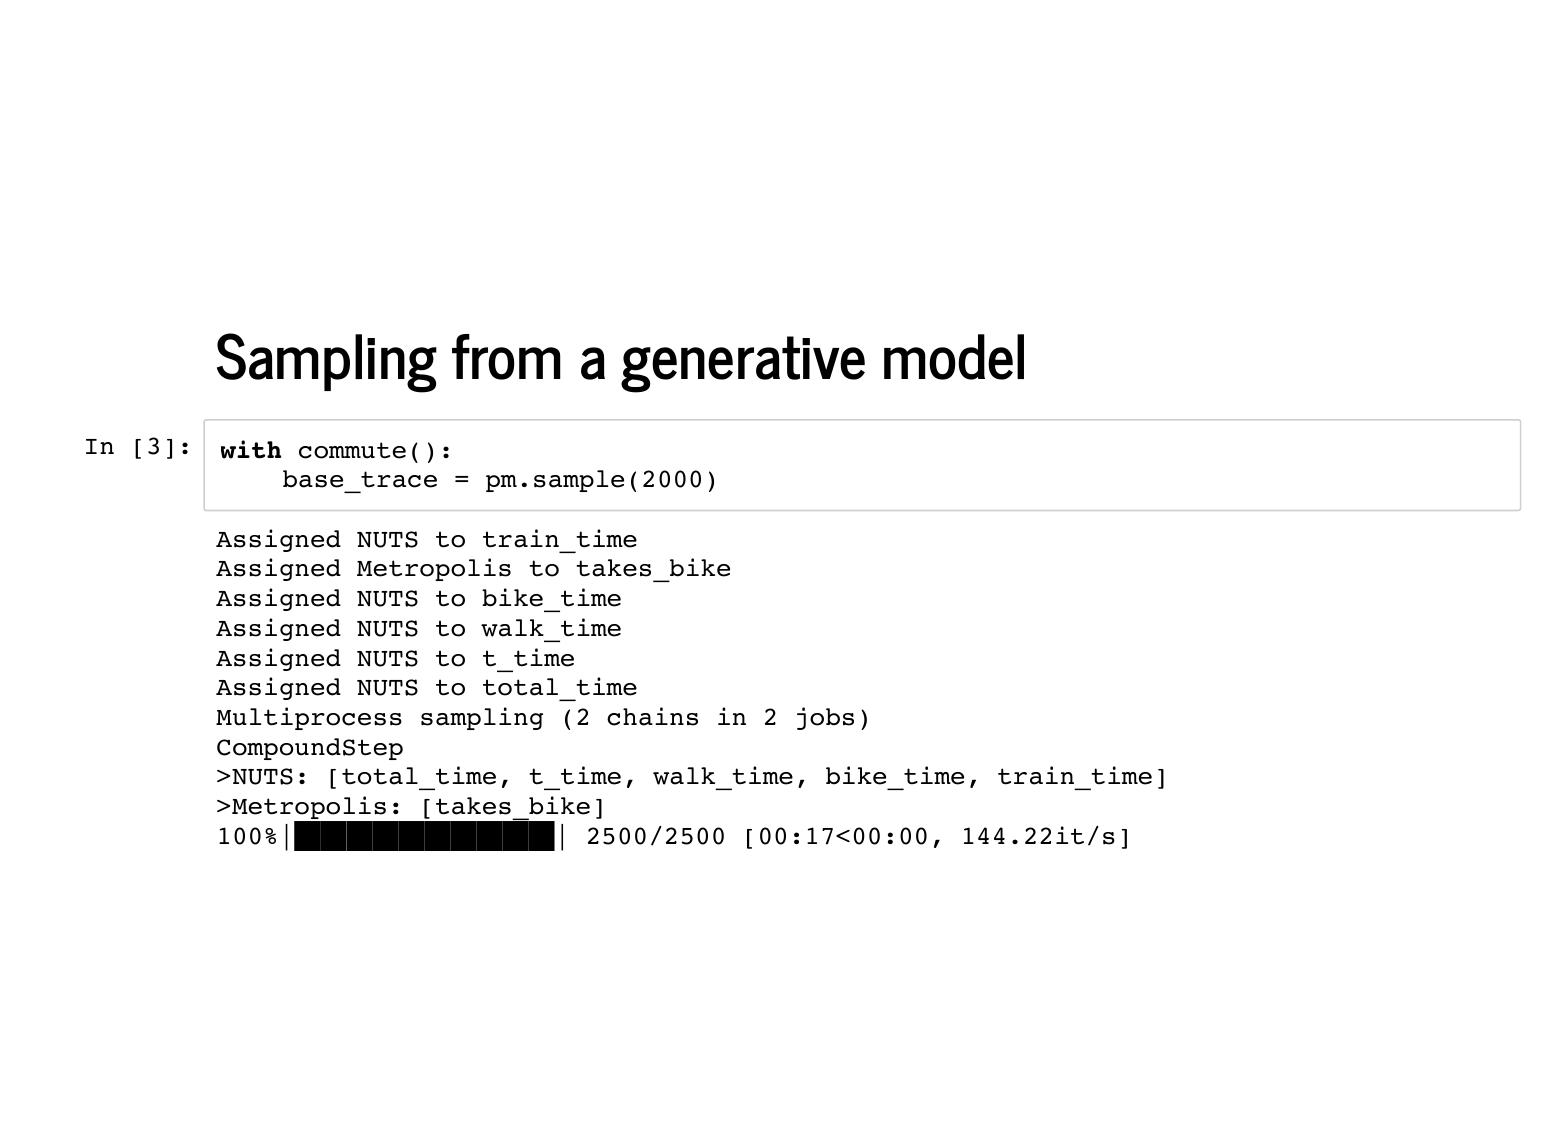 Sampling from a generative model
In [3]:
with commute():
    base_trace = pm.sample(2000)
Assigned NUTS to train_time
Assigned Metropolis to takes_bike
Assigned NUTS to bike_time
Assigned NUTS to walk_time
Assigned NUTS to t_time
Assigned NUTS to total_time
Multiprocess sampling (2 chains in 2 jobs)
CompoundStep
>NUTS: [total_time, t_time, walk_time, bike_time, train_time]
>Metropolis: [takes_bike]
100%|██████████| 2500/2500 [00:17<00:00, 144.22it/s]